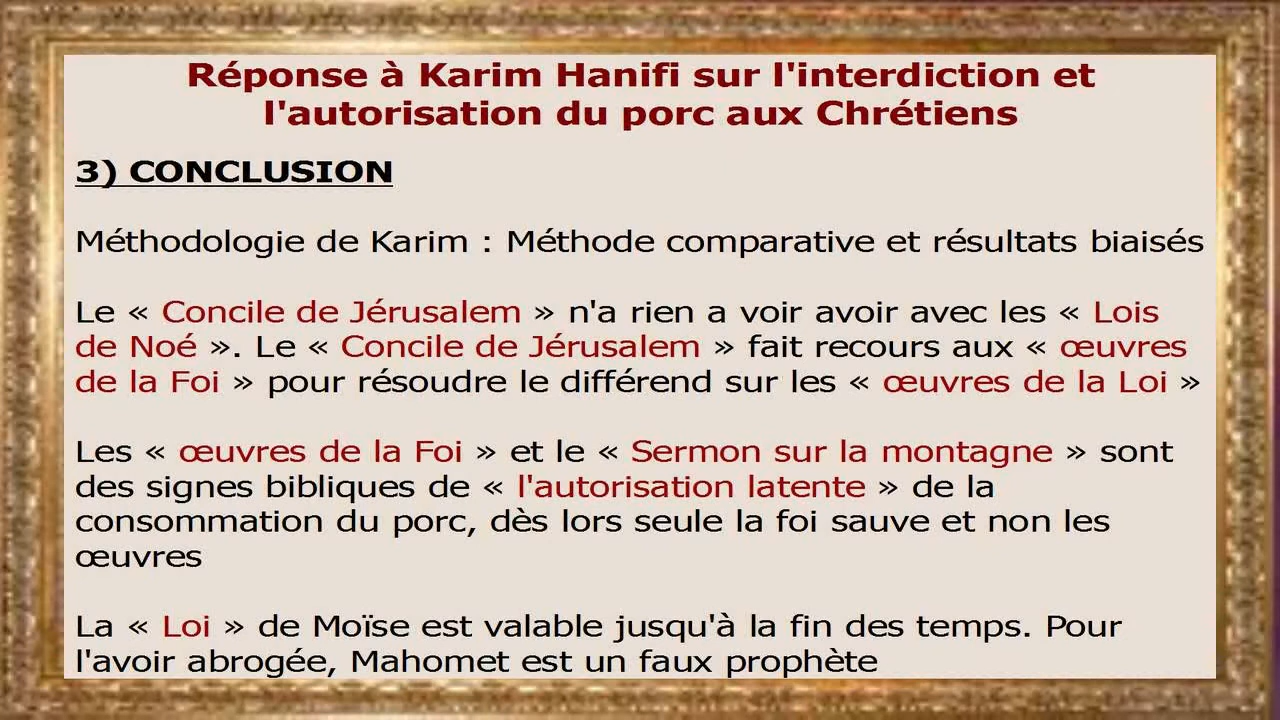 Réponse à Karim Hanifi sur l'interdiction et
l'autorisation du porc aux Chrétiens
3) CONCLUSION
Méthodologie de Karim : Méthode comparative et résultats biaisés
Le « Concile de Jérusalem » n'a rien a voir avoir avec les « Lois
de Noé ». Le « Concile de Jérusalem » fait recours aux « œuvres
de la Foi » pour résoudre le différend sur les « œuvres de la Loi »
Les « œuvres de la Foi » et le « Sermon sur la montagne » sont
des signes bibliques de « l'autorisation latente » de la
consommation du porc, dès lors seule la foi sauve et non les
œuvres
La « Loi » de Moïse est valable jusqu'à la fin des temps. Pour
l'avoir abrogée, Mahomet est un faux prophète